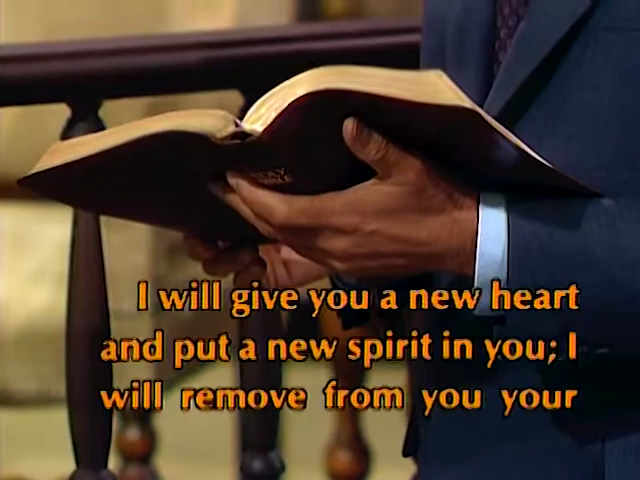 I will give you a new heart
and put a new spirit in you; I
will remove from you your